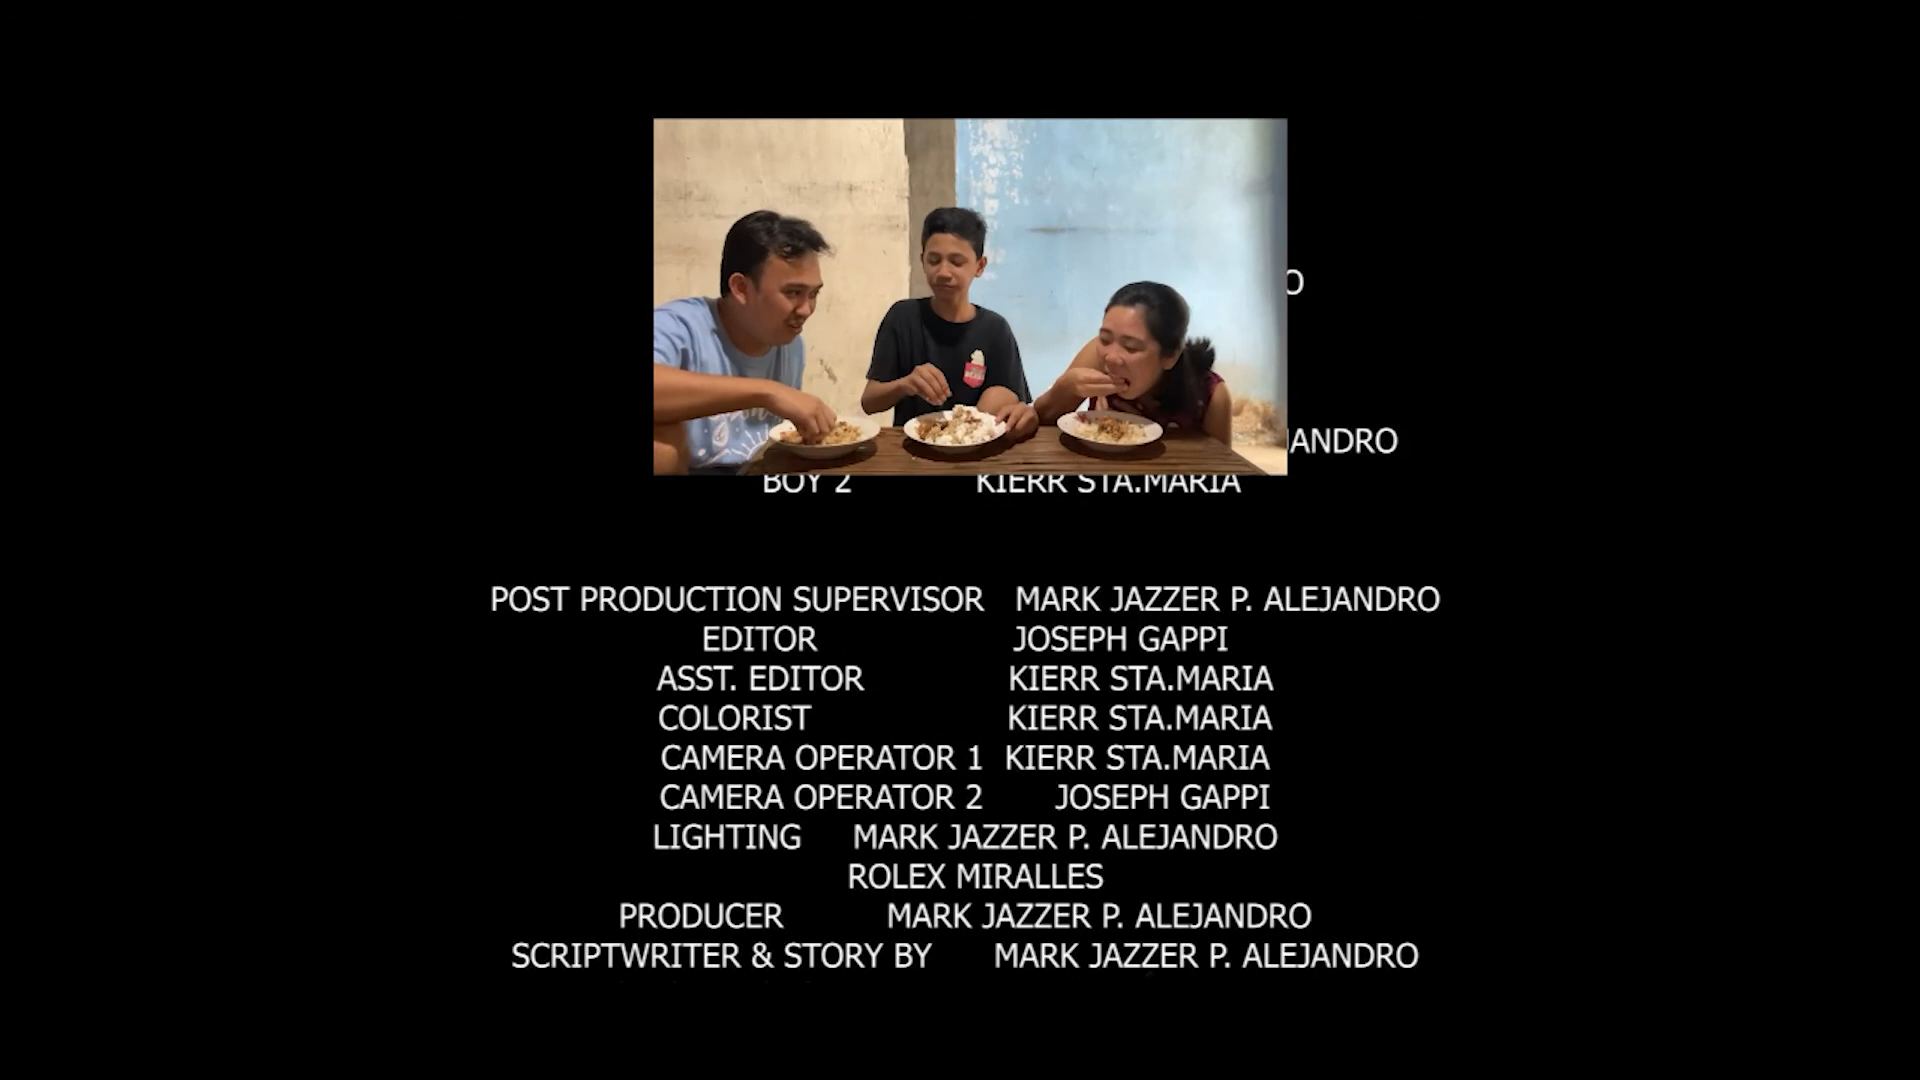 O
JANDRO
BOY 2 KIERR STA.MARIA
POST PRODUCTION SUPERVISOR MARK JAZZER P. ALEJANDRO
EDITOR JOSEPH GAPPI
ASST. EDITOR KIERR STA.MARIA
COLORIST KIERR STA.MARIA
CAMERA OPERATOR 1 KIERR STA.MARIA
CAMERA OPERATOR 2 JOSEPH GAPPI
LIGHTING MARK JAZZER P. ALEJANDRO
ROLEX MIRALLES
PRODUCER MARK JAZZER P. ALEJANDRO
SCRIPTWRITER & STORY BY MARK JAZZER P. ALEJANDRO